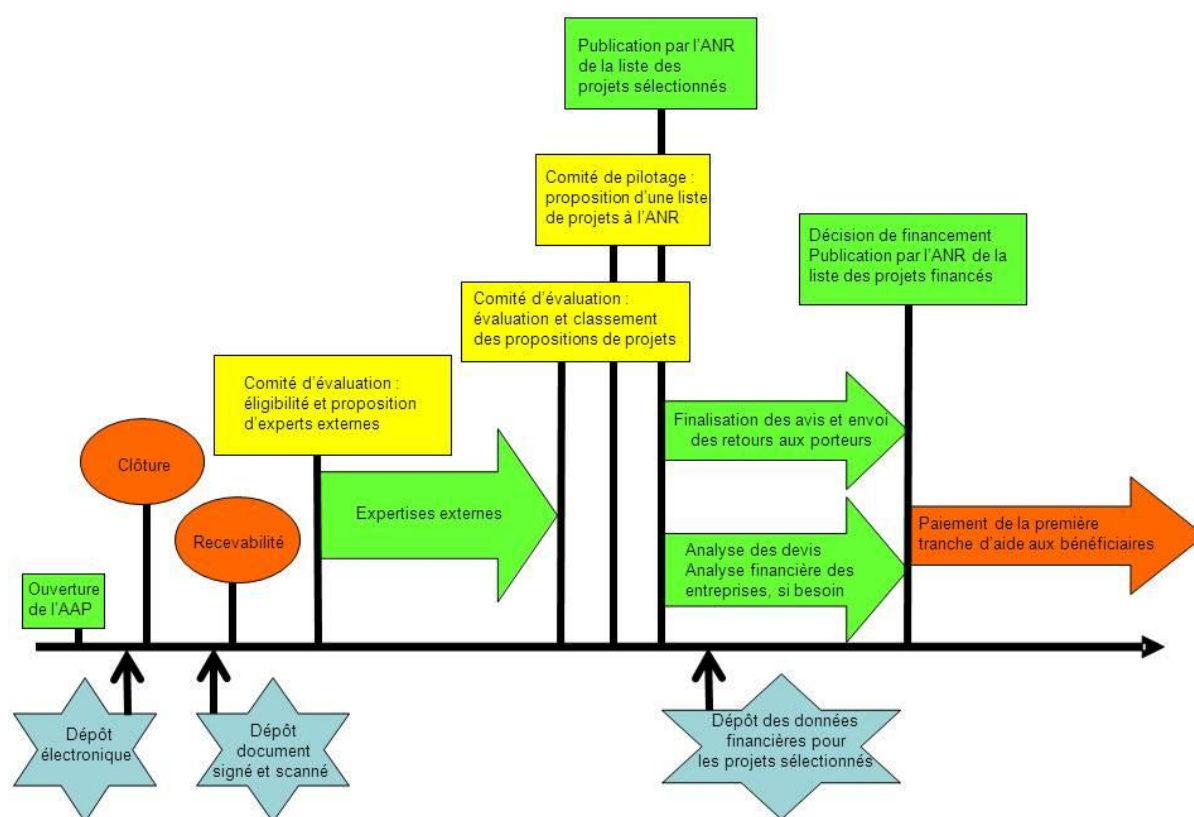 Publication par l'ANR
de la liste des
projets sélectionnés
Comité de pilotage :
proposition d'une liste
de projets à l'ANR
Décision de financement
Publication par l'ANR de la
liste des projets financés
Comité d'évaluation :
évaluation et classement
des propositions de projets
Comité d'évaluation :
éligibilité et proposition
d'experts externes
Finalisation des avis et envoi
des retours aux porteurs
Clôture
Expertises externes
Recevabilité
Analyse des devis
Analyse financière des
entreprises, si besoin
Paiement de la première
tranche d'aide aux bénéficiaires
Ouverture
de l'AAP
Dépôt
électronique
Dépôt
document
signé et scanné
Dépôt des données
financières pour
les projets sélectionnés